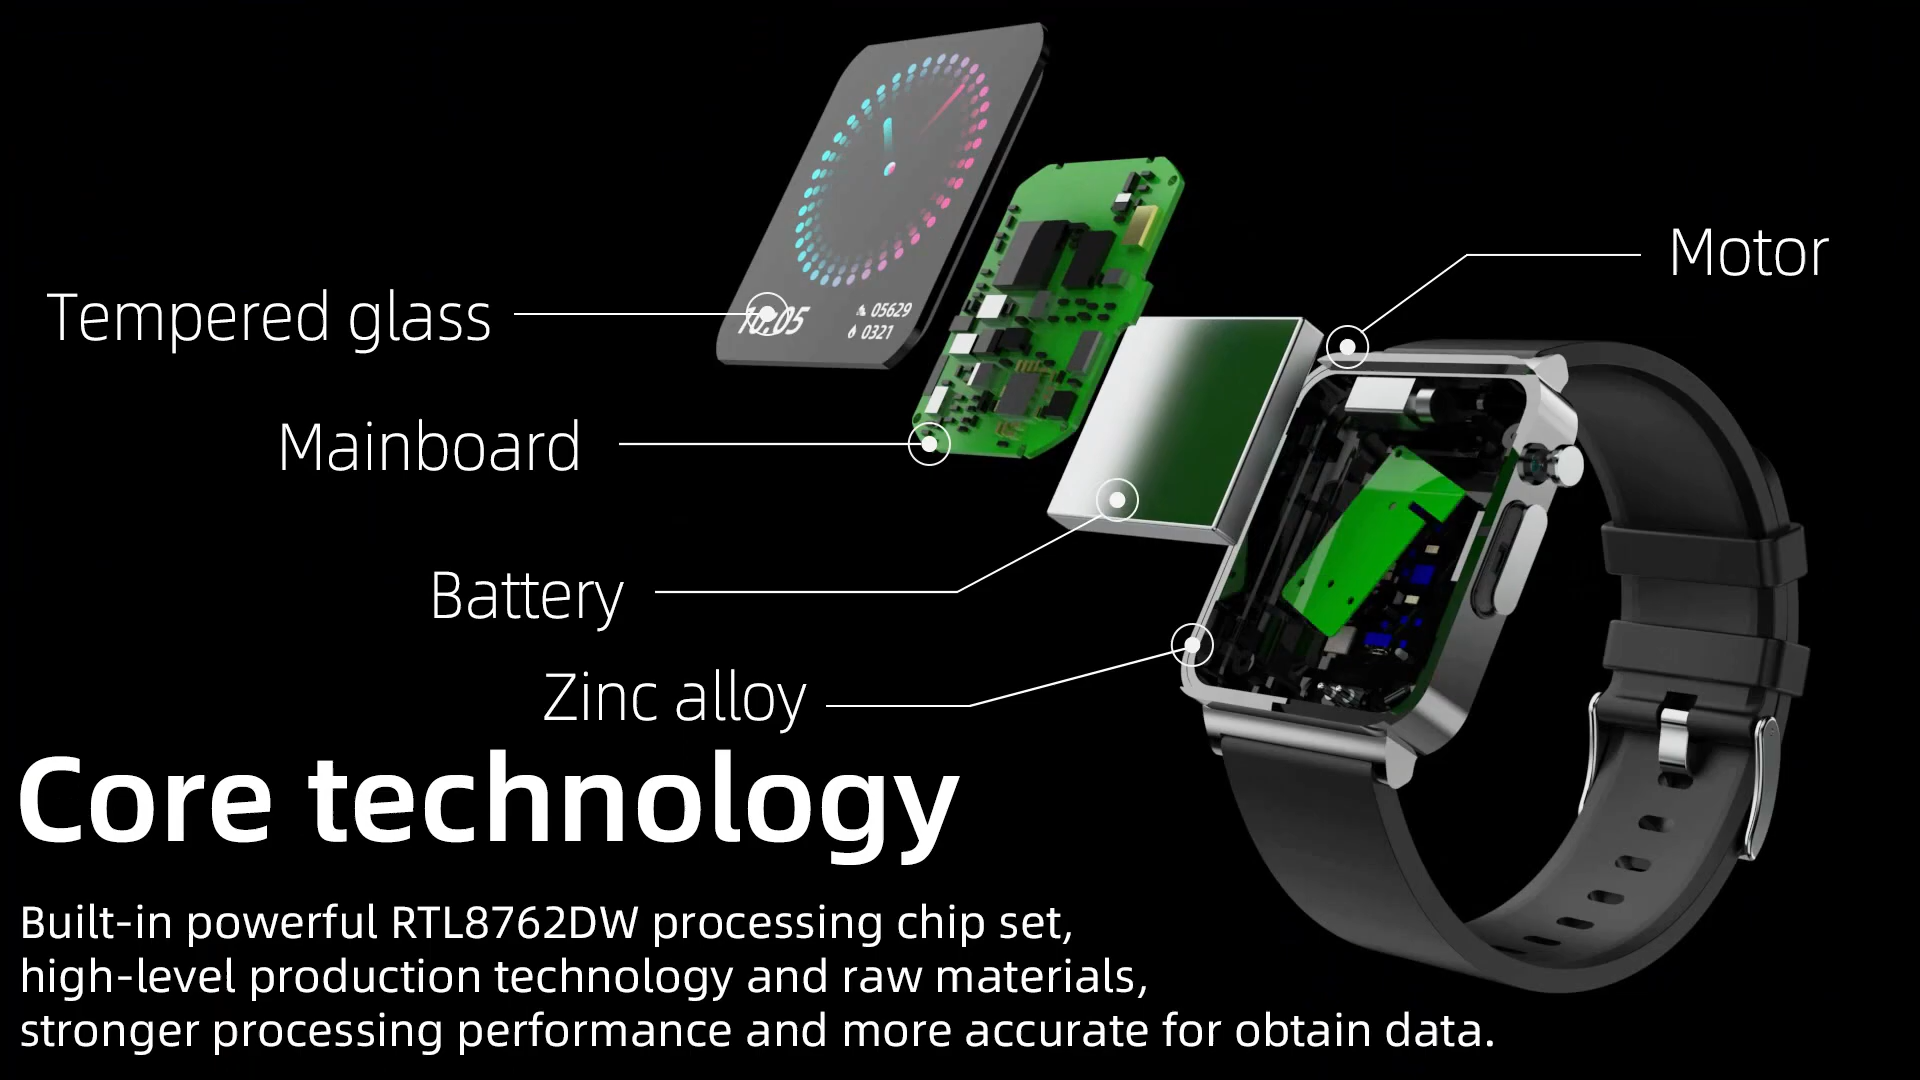 Motor
Tempered glass
10:05
05629
0321
Mainboard
Battery
Zinc alloy
Core technology
Built-in powerful RTL8762DW processing chip set,
high-level production technology and raw materials,
stronger processing performance and more accurate for obtain data.